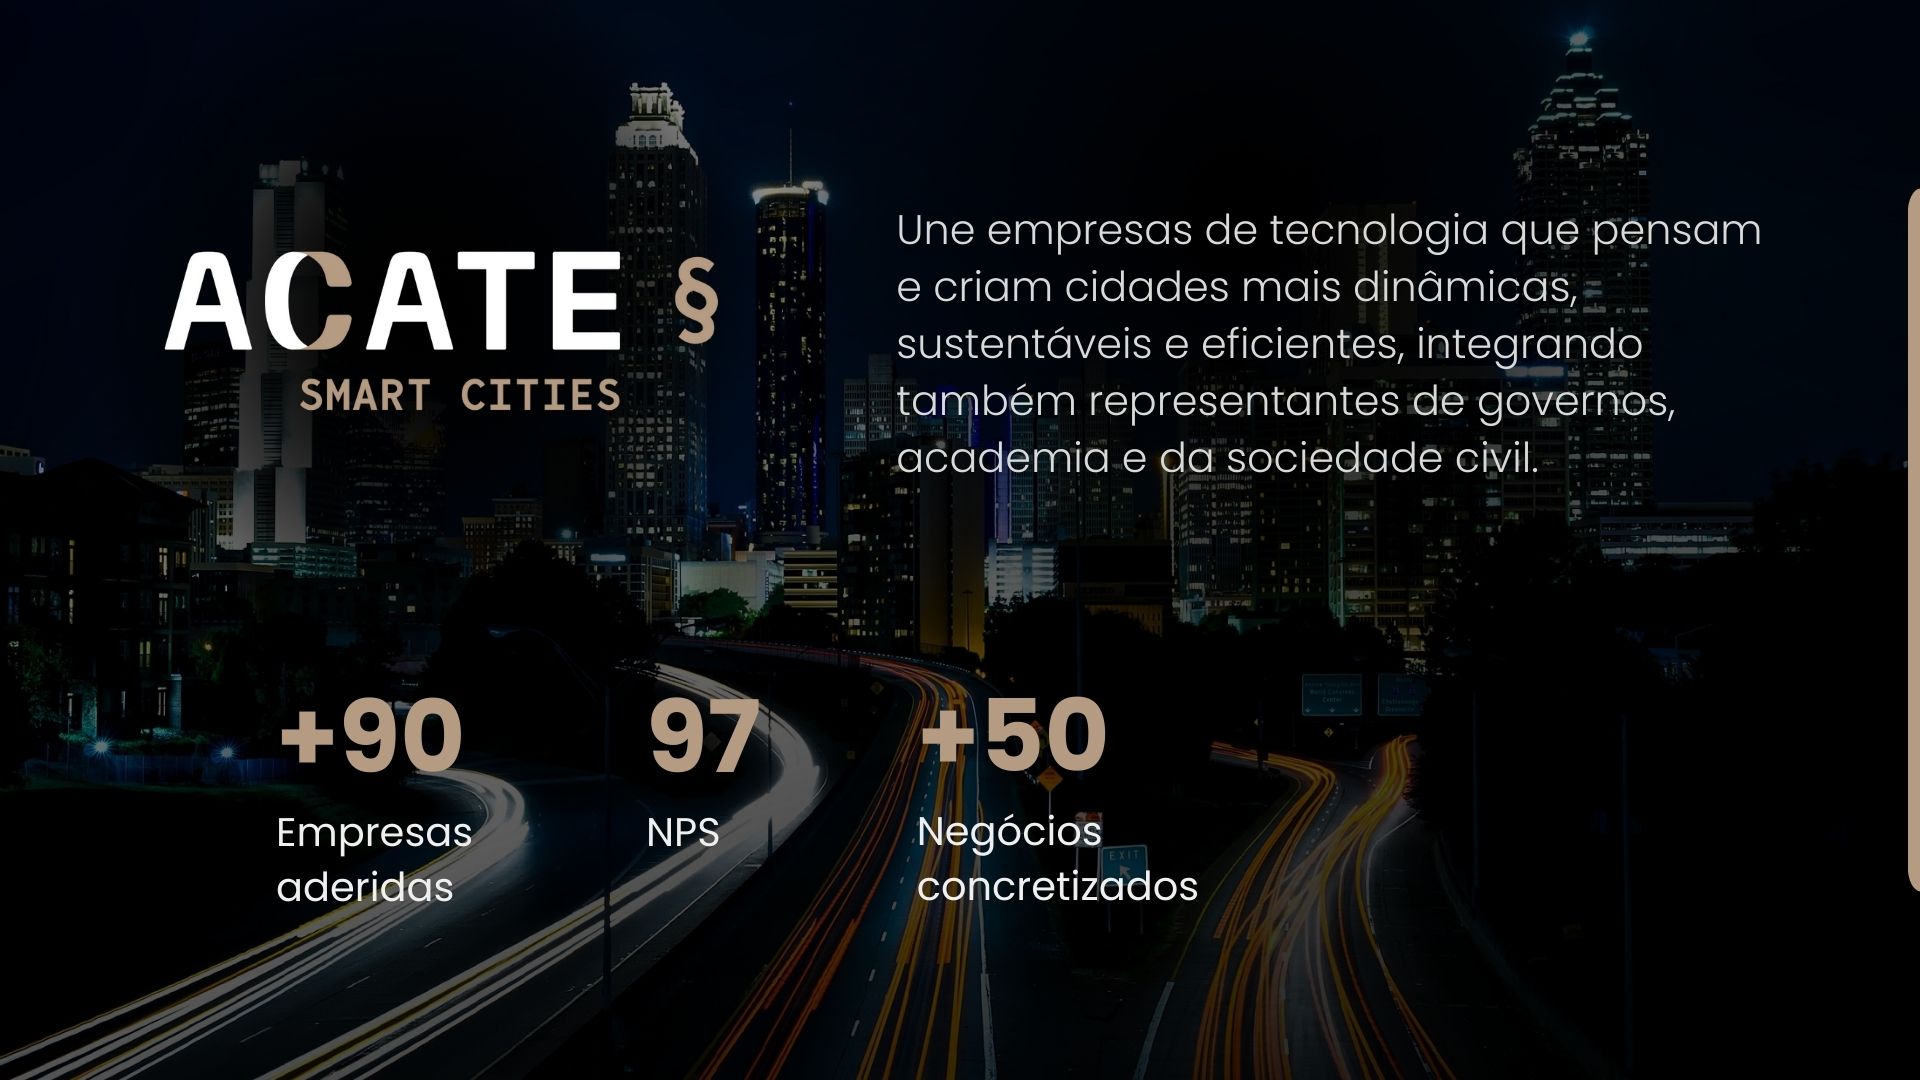 ACATE §
SMART CITIES
Une empresas de tecnologia que pensam
e criam cidades mais dinâmicas,
sustentáveis e eficientes, integrando
também representantes de governos,
academia e da sociedade civil.
+90
Empresas
aderidas
97
NPS
+50
Negócios
concretizados
EXIT